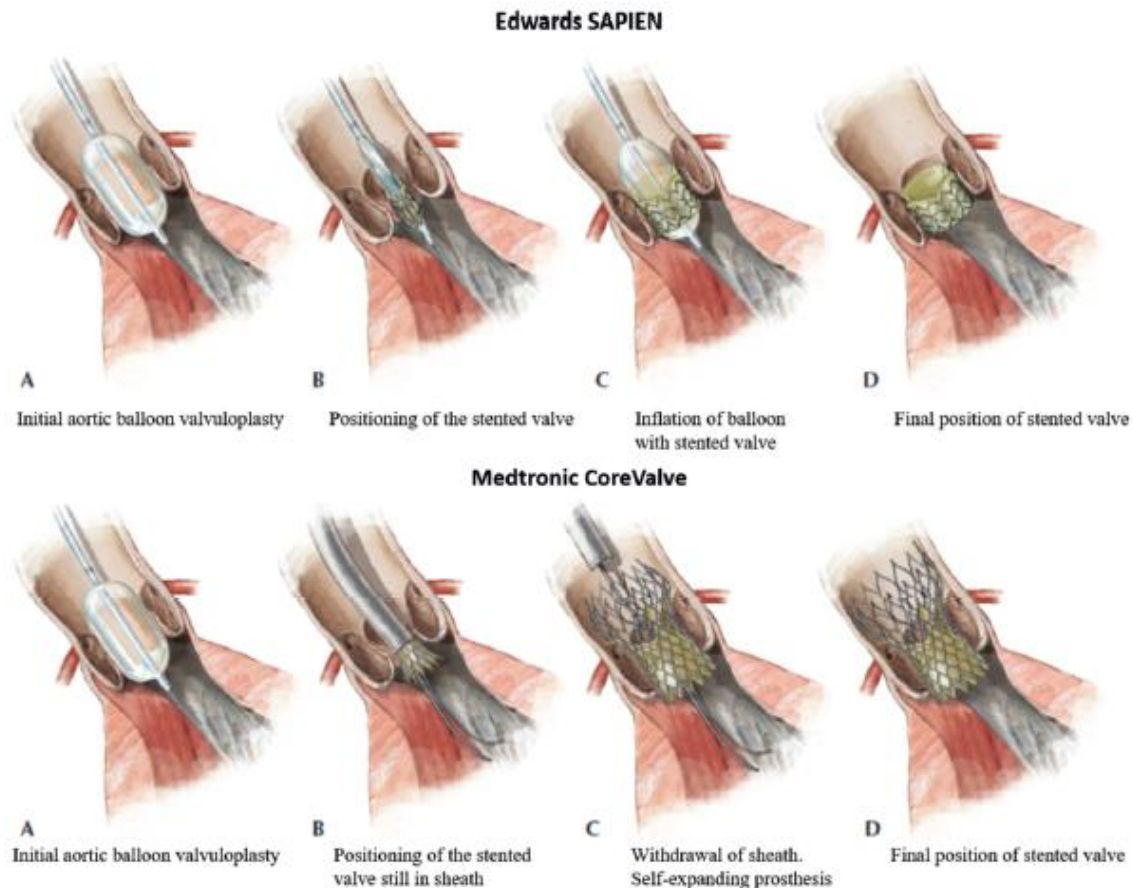 Edwards SAPIEN
A
B
C
D
Initial aortic balloon valvuloplasty
Positioning of the stented valve
Inflation of balloon
with stented valve
Final position of stented valve
Medtronic CoreValve
A
B
C
D
Initial aortic balloon valvuloplasty
Positioning of the stented
valve still in sheath
Withdrawal of sheath.
Self-expanding prosthesis
Final position of stented valve